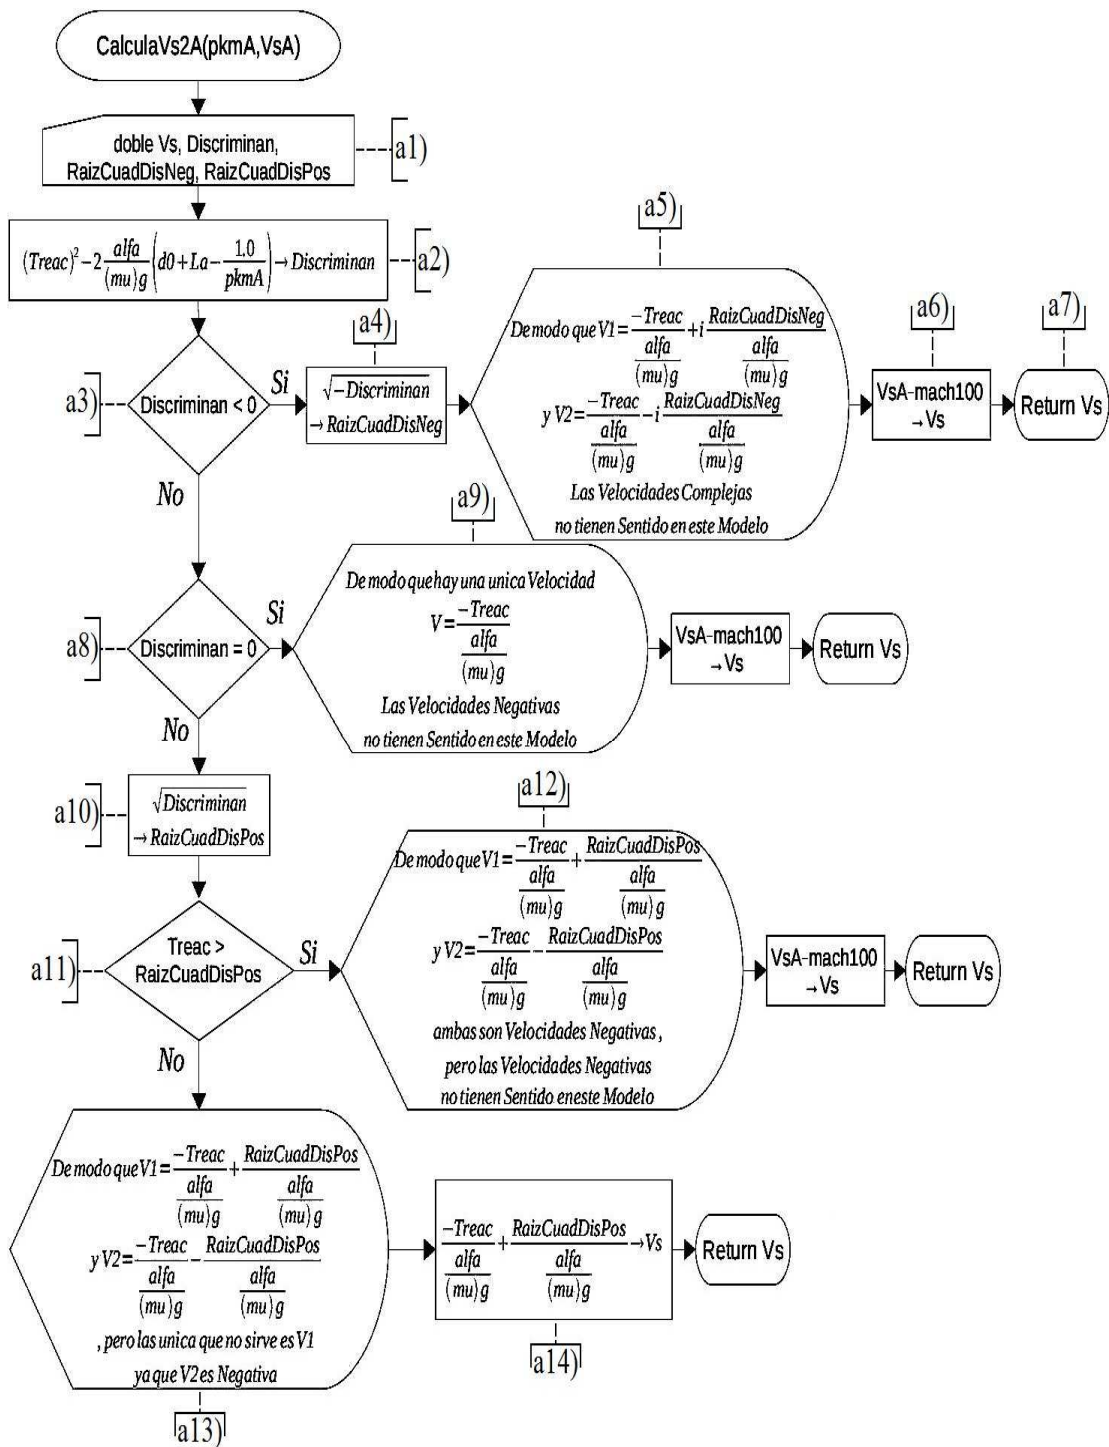 CalculaVs2A(pkmA,VsA)
doble Vs, Discriminan,
RaizCuadDisNeg, RaizCuadDisPos
a1)
(Treac)² − 2 alfa/(mu)g (d0 + La − 1.0/pkmA) → Discriminan
a2)
a3)
Discriminan < 0
Si
No
a4)
√−Discriminan
→ RaizCuadDisNeg
a5)
De modo que V1 = −Treac/(alfa/(mu)g) + i RaizCuadDisNeg/(alfa/(mu)g)
y V2 = −Treac/(alfa/(mu)g) − i RaizCuadDisNeg/(alfa/(mu)g)
Las Velocidades Complejas
no tienen Sentido en este Modelo
a6)
VsA-mach100
→Vs
a7)
Return Vs
a8)
Discriminan = 0
Si
No
a9)
De modo que hay una unica Velocidad
V = −Treac/(alfa/(mu)g)
Las Velocidades Negativas
no tienen Sentido en este Modelo
VsA-mach100
→Vs
Return Vs
a10)
√Discriminan
→ RaizCuadDisPos
a11)
Treac >
RaizCuadDisPos
Si
No
a12)
De modo que V1 = −Treac/(alfa/(mu)g) + RaizCuadDisPos/(alfa/(mu)g)
y V2 = −Treac/(alfa/(mu)g) − RaizCuadDisPos/(alfa/(mu)g)
ambas son Velocidades Negativas,
pero las Velocidades Negativas
no tienen Sentido en este Modelo
VsA-mach100
→Vs
Return Vs
De modo que V1 = −Treac/(alfa/(mu)g) + RaizCuadDisPos/(alfa/(mu)g)
y V2 = −Treac/(alfa/(mu)g) − RaizCuadDisPos/(alfa/(mu)g)
, pero las unica que no sirve es V1
ya que V2 es Negativa
a13)
−Treac/(alfa/(mu)g) + RaizCuadDisPos/(alfa/(mu)g) → Vs
a14)
Return Vs